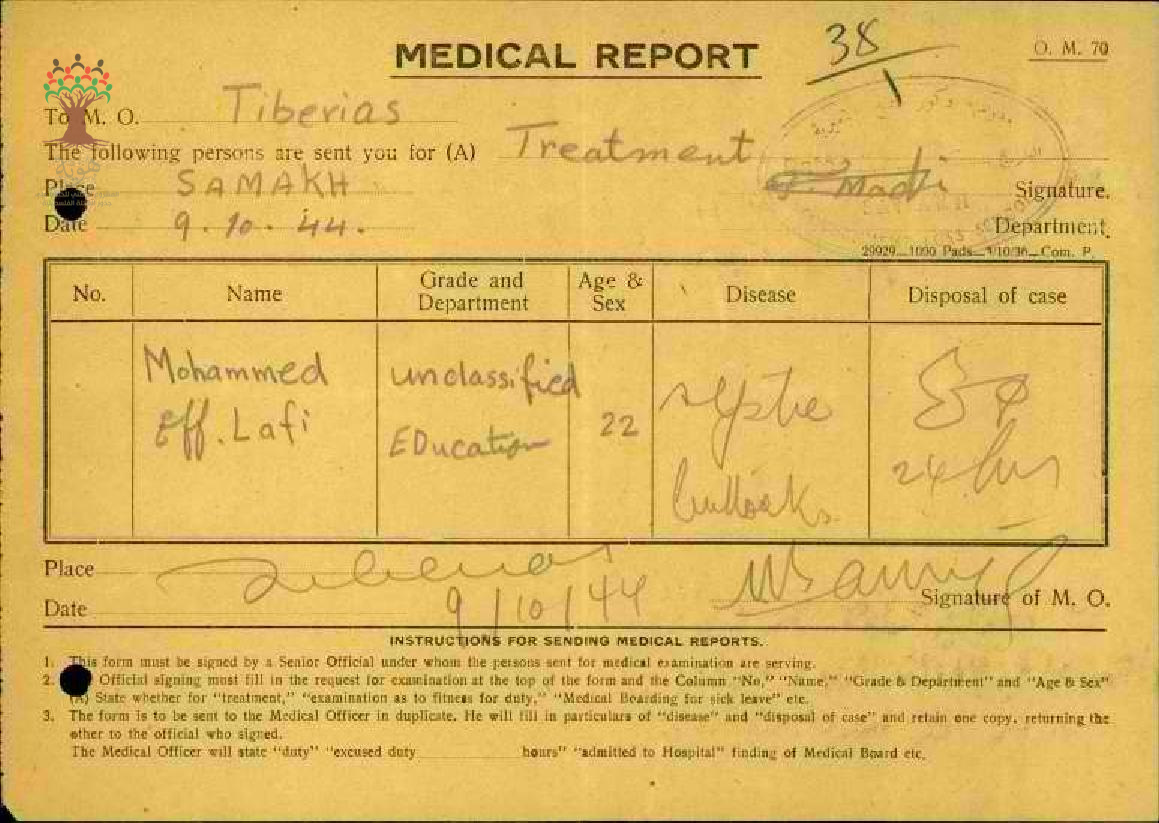 38
1
O. M. 70
MEDICAL REPORT
To M. O. Tiberias
The following persons are sent you for (A) Treatment
Place SAMAKH
Madi Signature.
Date 9.10.44.
Department.
29929_1000 Pads_3/10/36_Com. P.
No. Name Grade and Department Age & Sex Disease Disposal of case
Mohammed unclassified septic
Eff. Lafi EDucation 22 24 hrs
Place Tiberias
Date 9/10/44
Signature of M. O.
INSTRUCTIONS FOR SENDING MEDICAL REPORTS.
1. This form must be signed by a Senior Official under whom the persons sent for medical examination are serving.
2. Official signing must fill in the request for examination at the top of the form and the Column "No," "Name," "Grade & Department" and "Age & Sex"
(A) State whether for "treatment," "examination as to fitness for duty," "Medical Boarding for sick leave" etc.
3. The form is to be sent to the Medical Officer in duplicate. He will fill in particulars of "disease" and "disposal of case" and retain one copy, returning the
other to the official who signed.
The Medical Officer will state "duty" "excused duty hours" "admitted to Hospital" finding of Medical Board etc.